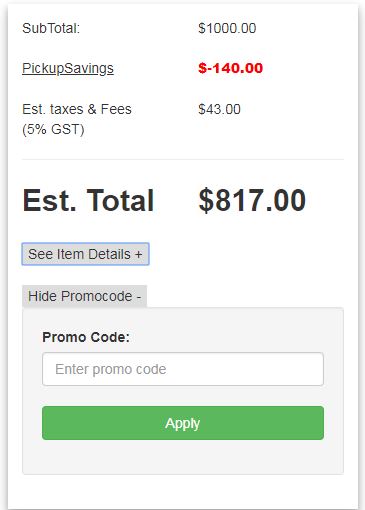 SubTotal: $1000.00
PickupSavings $-140.00
Est. taxes & Fees $43.00
(5% GST)
Est. Total $817.00
See Item Details +
Hide Promocode -
Promo Code:
Enter promo code
Apply